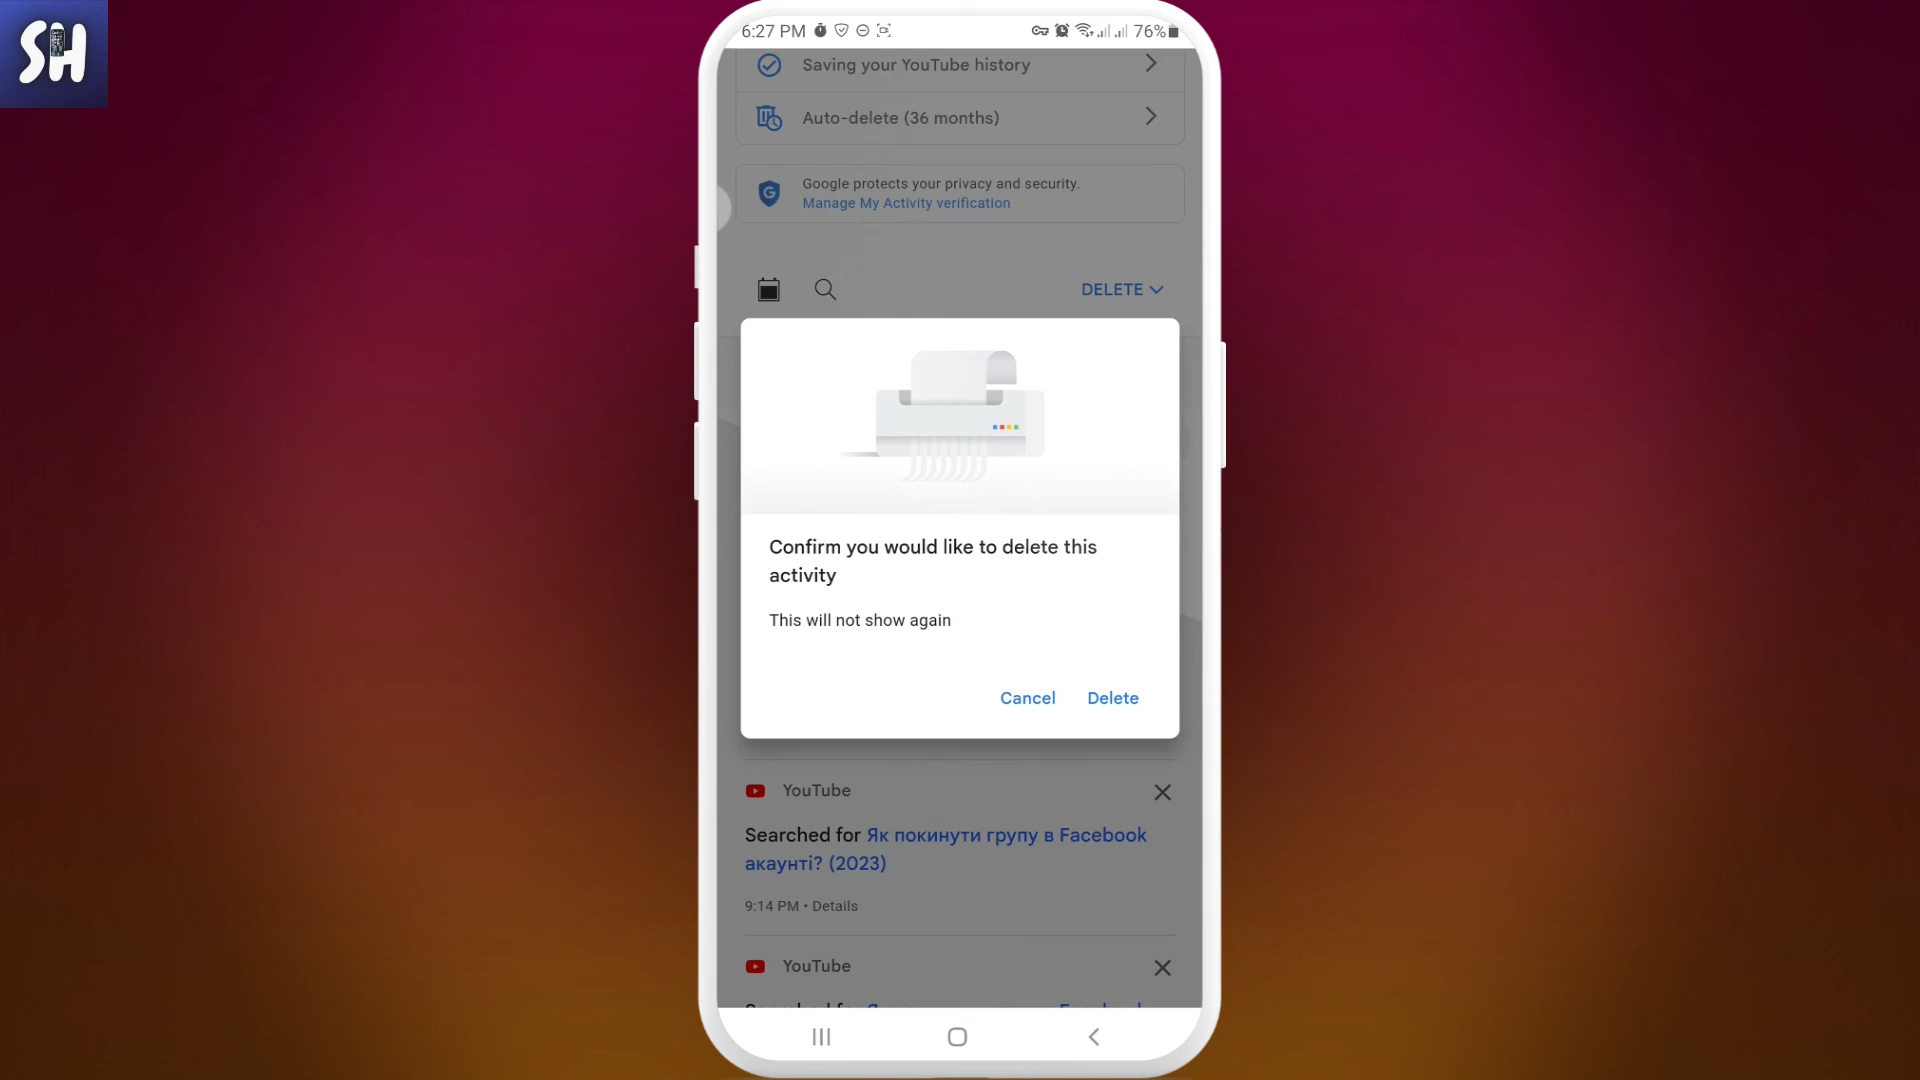 SH
6:27 PM
76%
Saving your YouTube history
Auto-delete (36 months)
Google protects your privacy and security.
Manage My Activity verification
DELETE
Confirm you would like to delete this
activity
This will not show again
Cancel Delete
YouTube
Searched for Як покинути групу в Facebook
акаунті? (2023)
9:14 PM • Details
YouTube